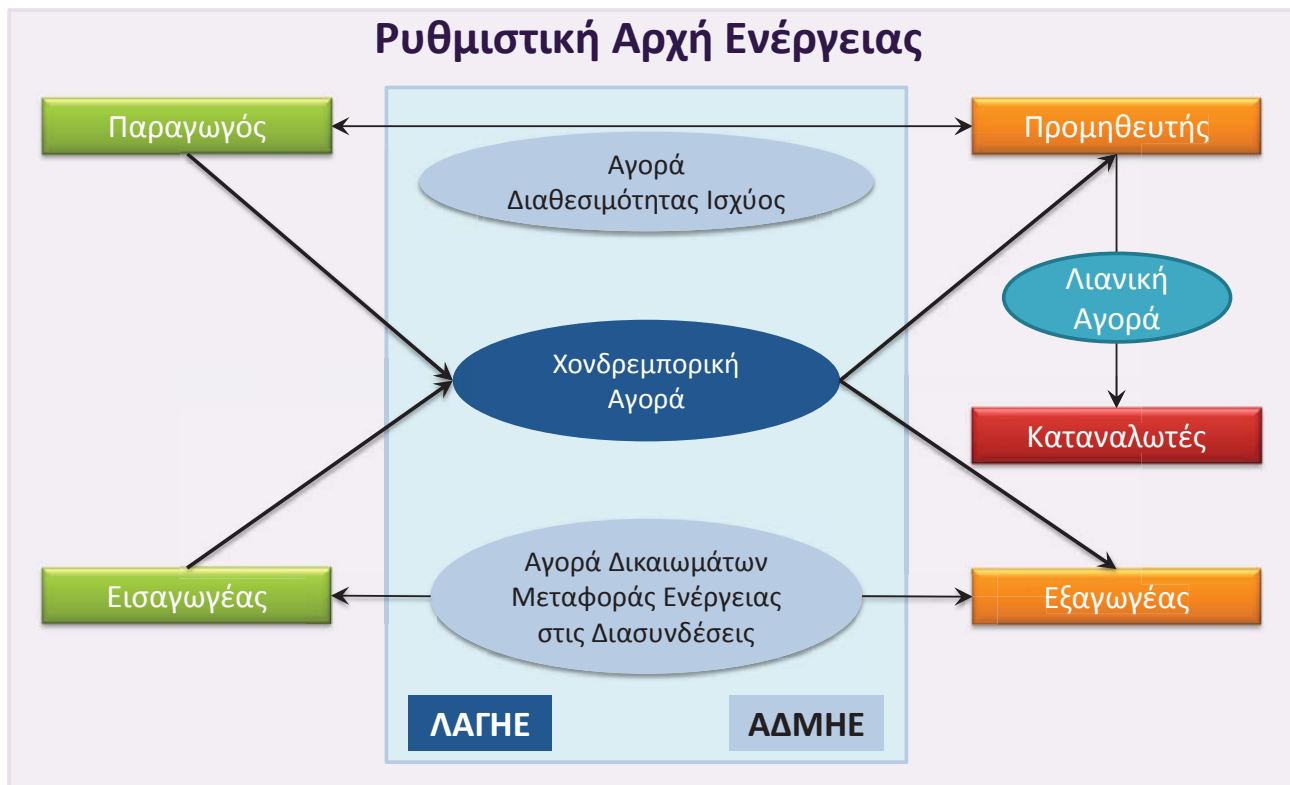 Ρυθμιστική Αρχή Ενέργειας
Παραγωγός
Προμηθευτής
Αγορά
Διαθεσιμότητας Ισχύος
Λιανική
Αγορά
Χονδρεμπορική
Αγορά
Καταναλωτές
Εισαγωγέας
Αγορά Δικαιωμάτων
Μεταφοράς Ενέργειας
στις Διασυνδέσεις
Εξαγωγέας
ΛΑΓΗΕ
ΑΔΜΗΕ